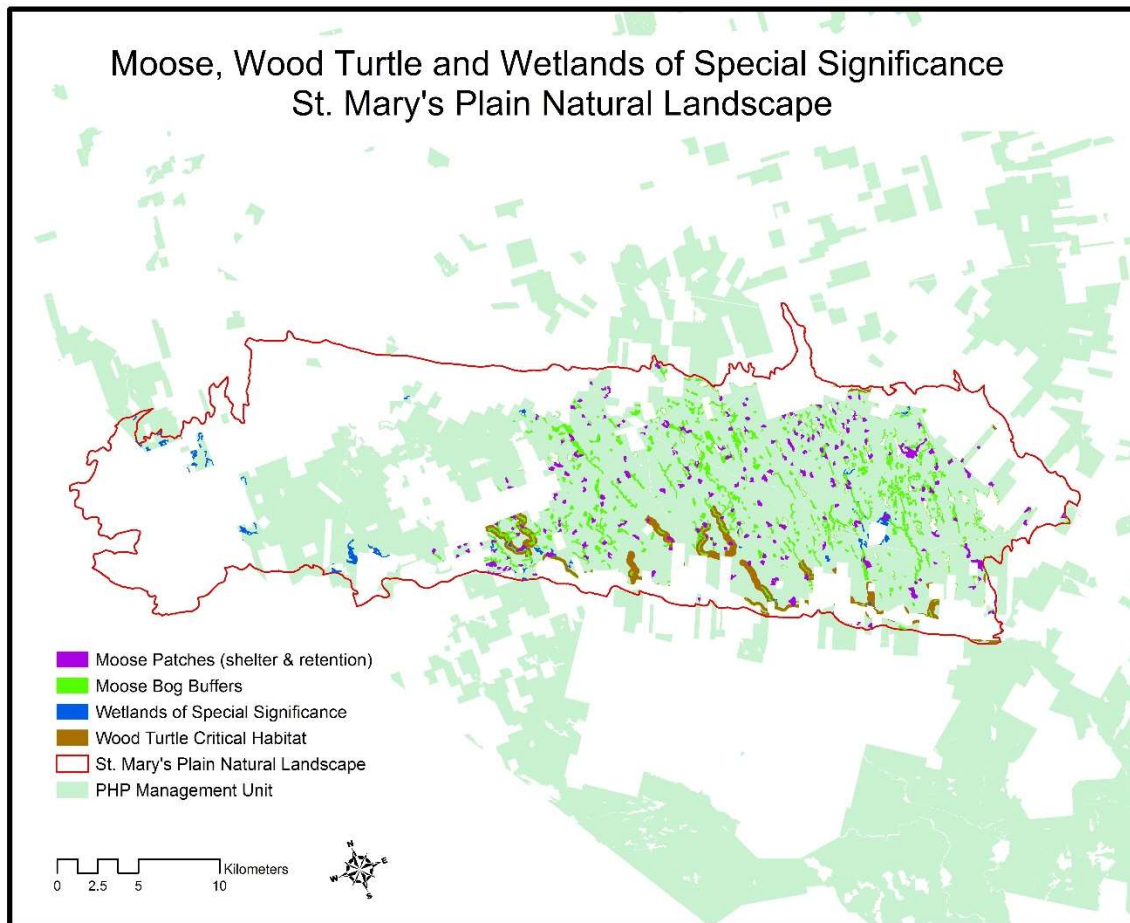 Moose, Wood Turtle and Wetlands of Special Significance
St. Mary's Plain Natural Landscape
Moose Patches (shelter & retention)
Moose Bog Buffers
Wetlands of Special Significance
Wood Turtle Critical Habitat
St. Mary's Plain Natural Landscape
PHP Management Unit
Kilometers
0 2.5 5 10
N
E
W
S